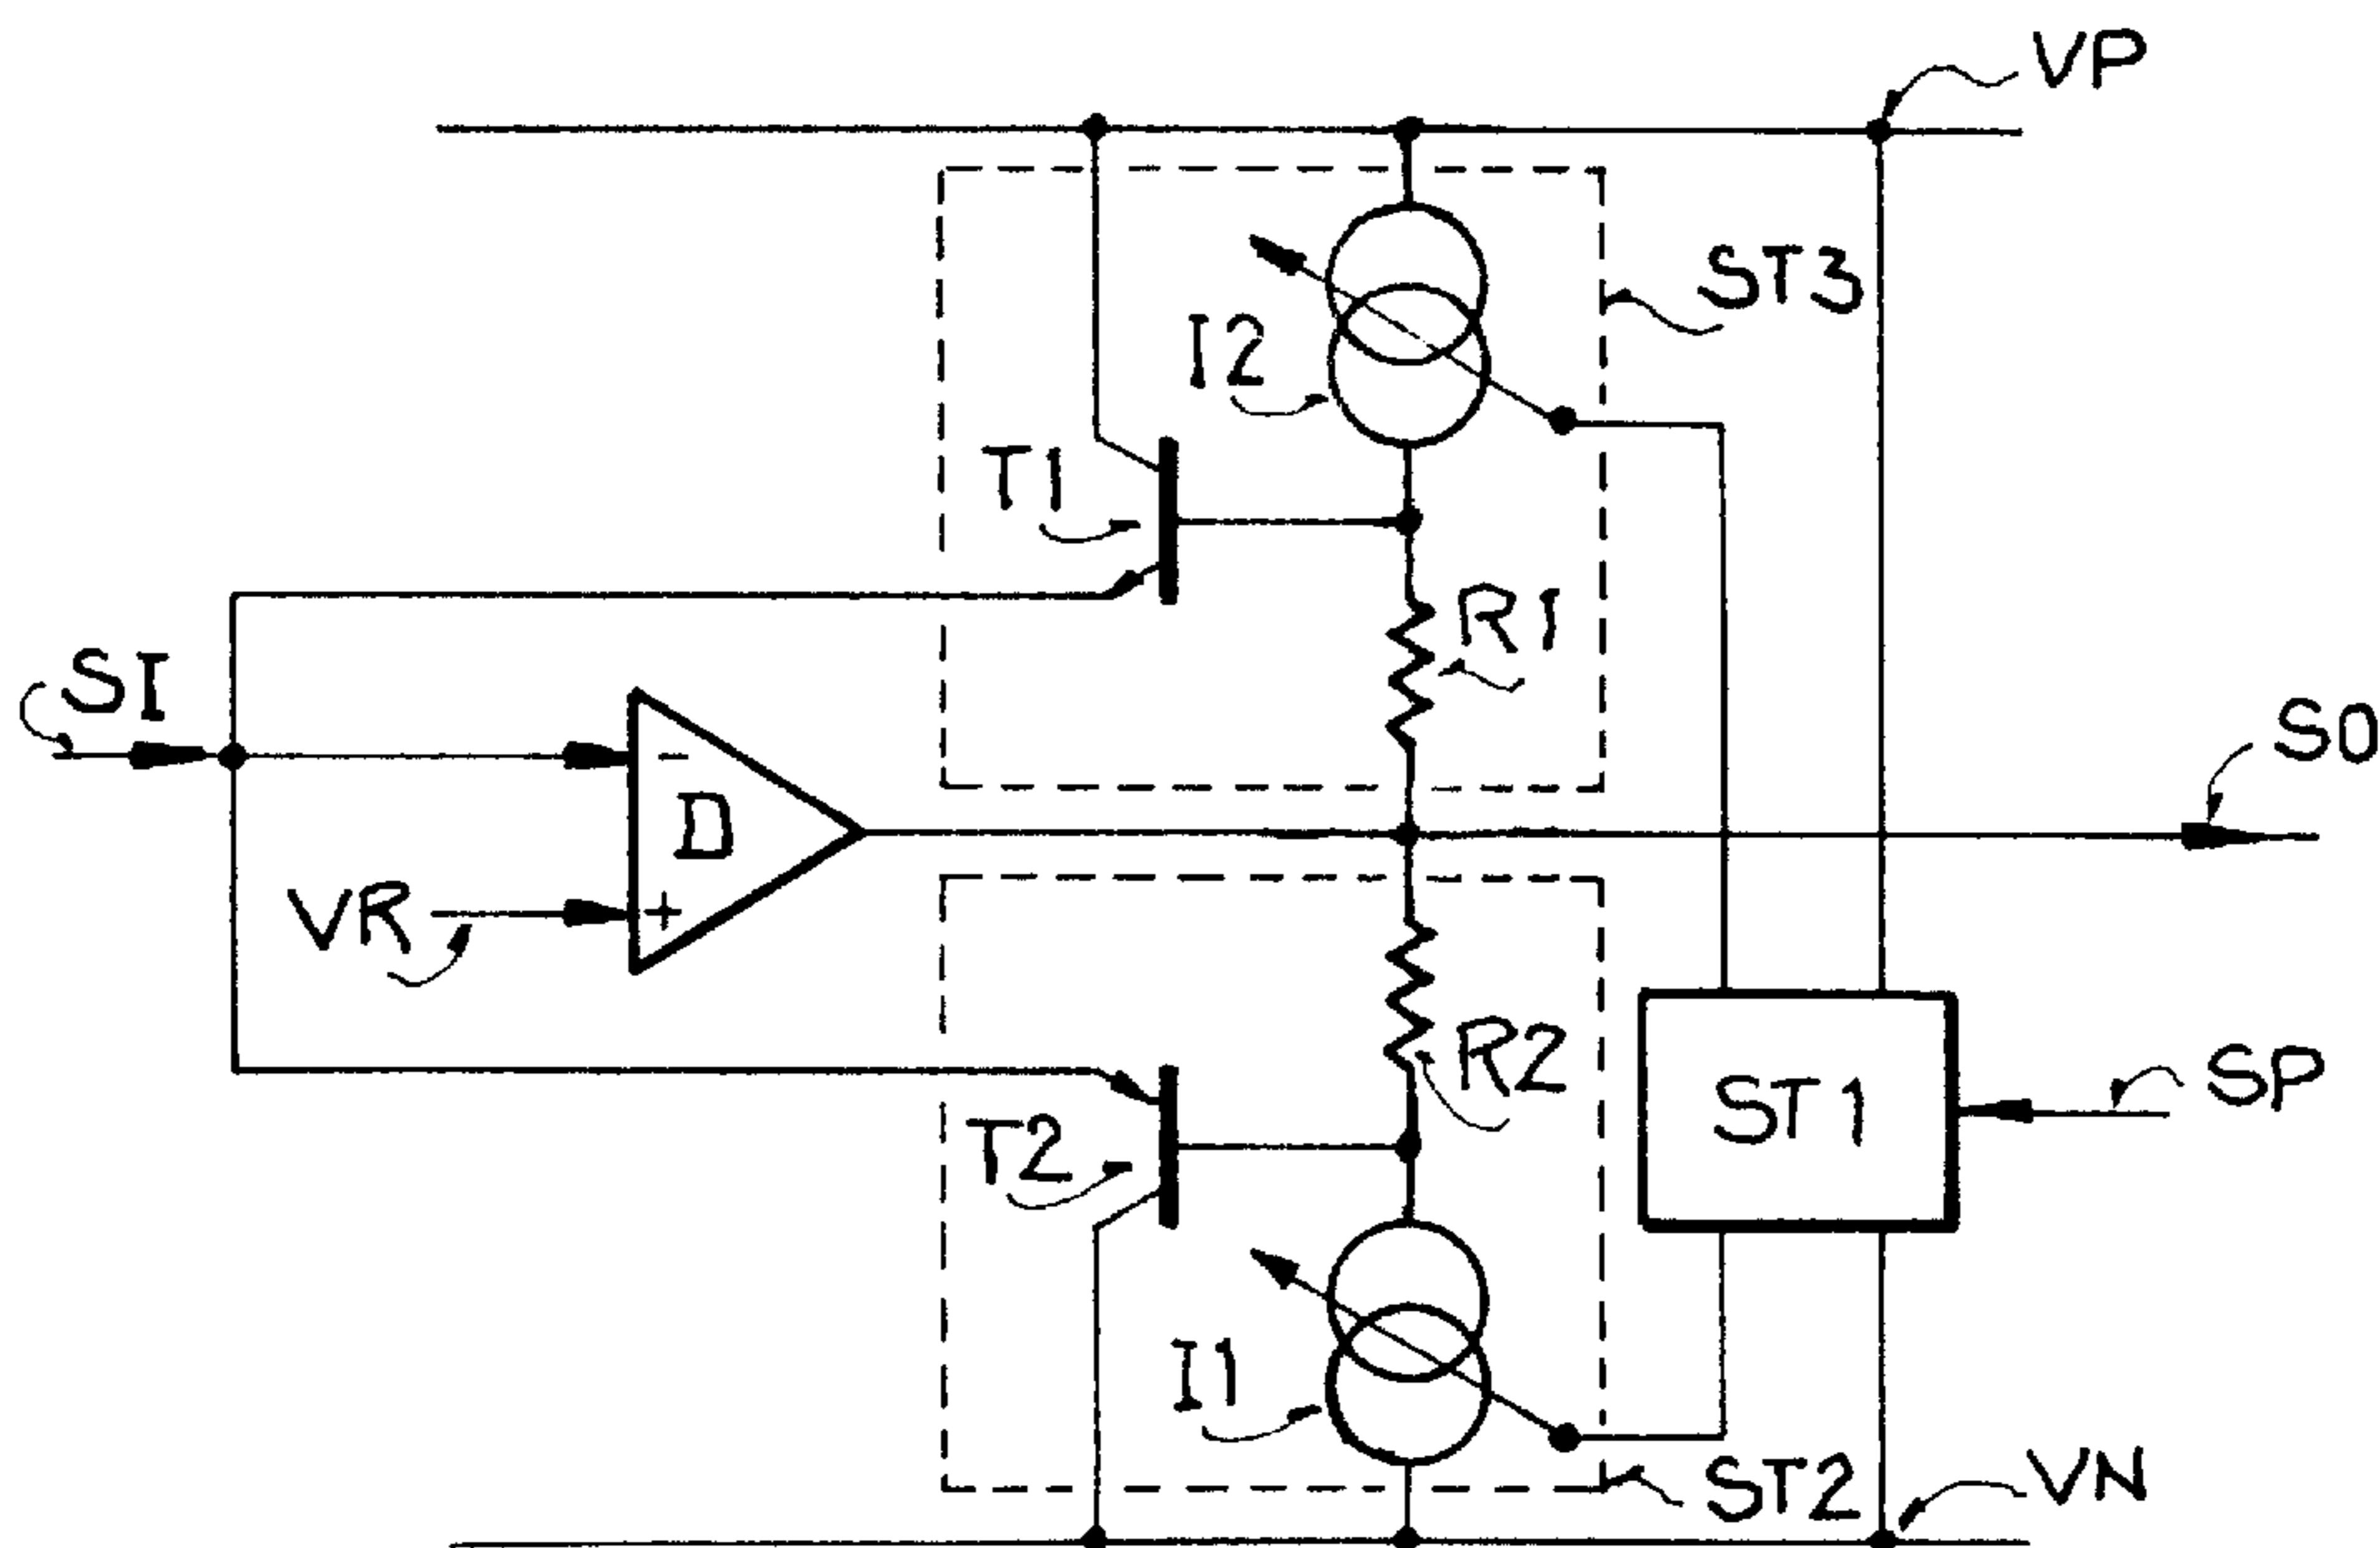 VP
ST3
I2
T1
R1
SI
SO
-
D
VR
+
R2
ST1
SP
T2
I1
ST2
VN